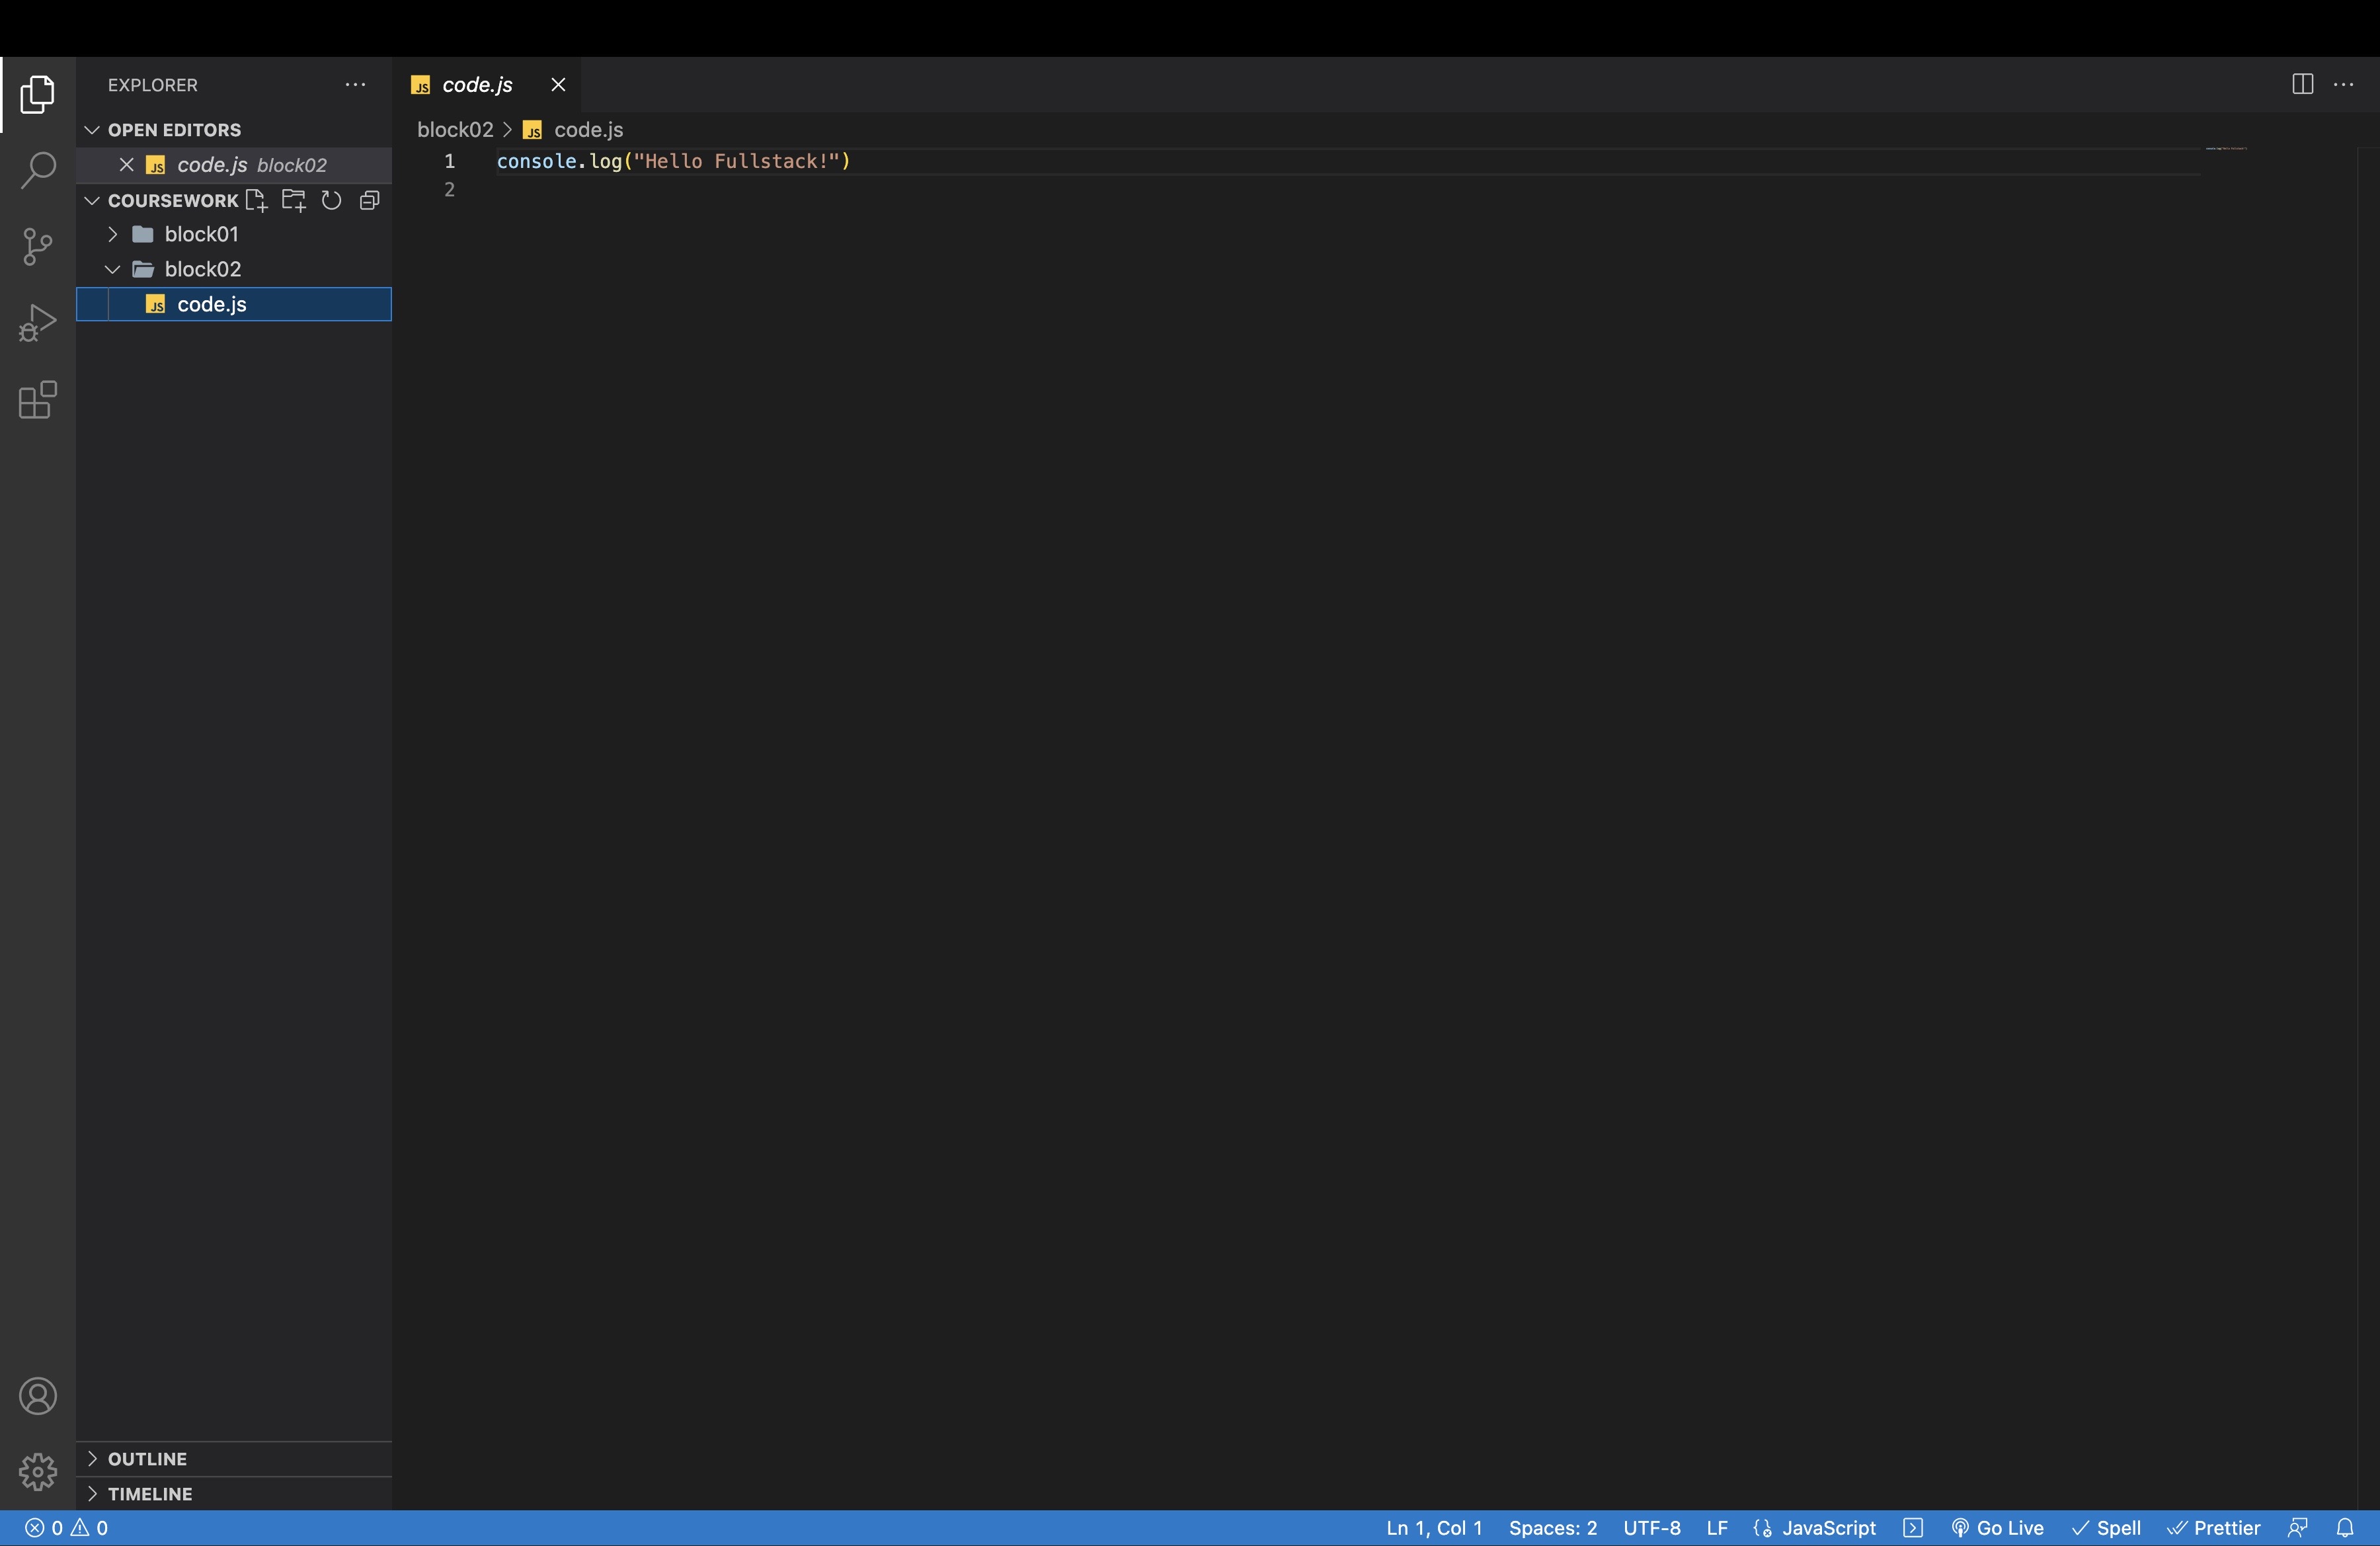 EXPLORER
OPEN EDITORS
JS code.js block02
COURSEWORK
block01
block02
JS code.js
OUTLINE
TIMELINE
JS code.js
block02 > JS code.js
1 console.log("Hello Fullstack!")
2
0 0
Ln 1, Col 1 Spaces: 2 UTF-8 LF JavaScript Go Live Spell Prettier